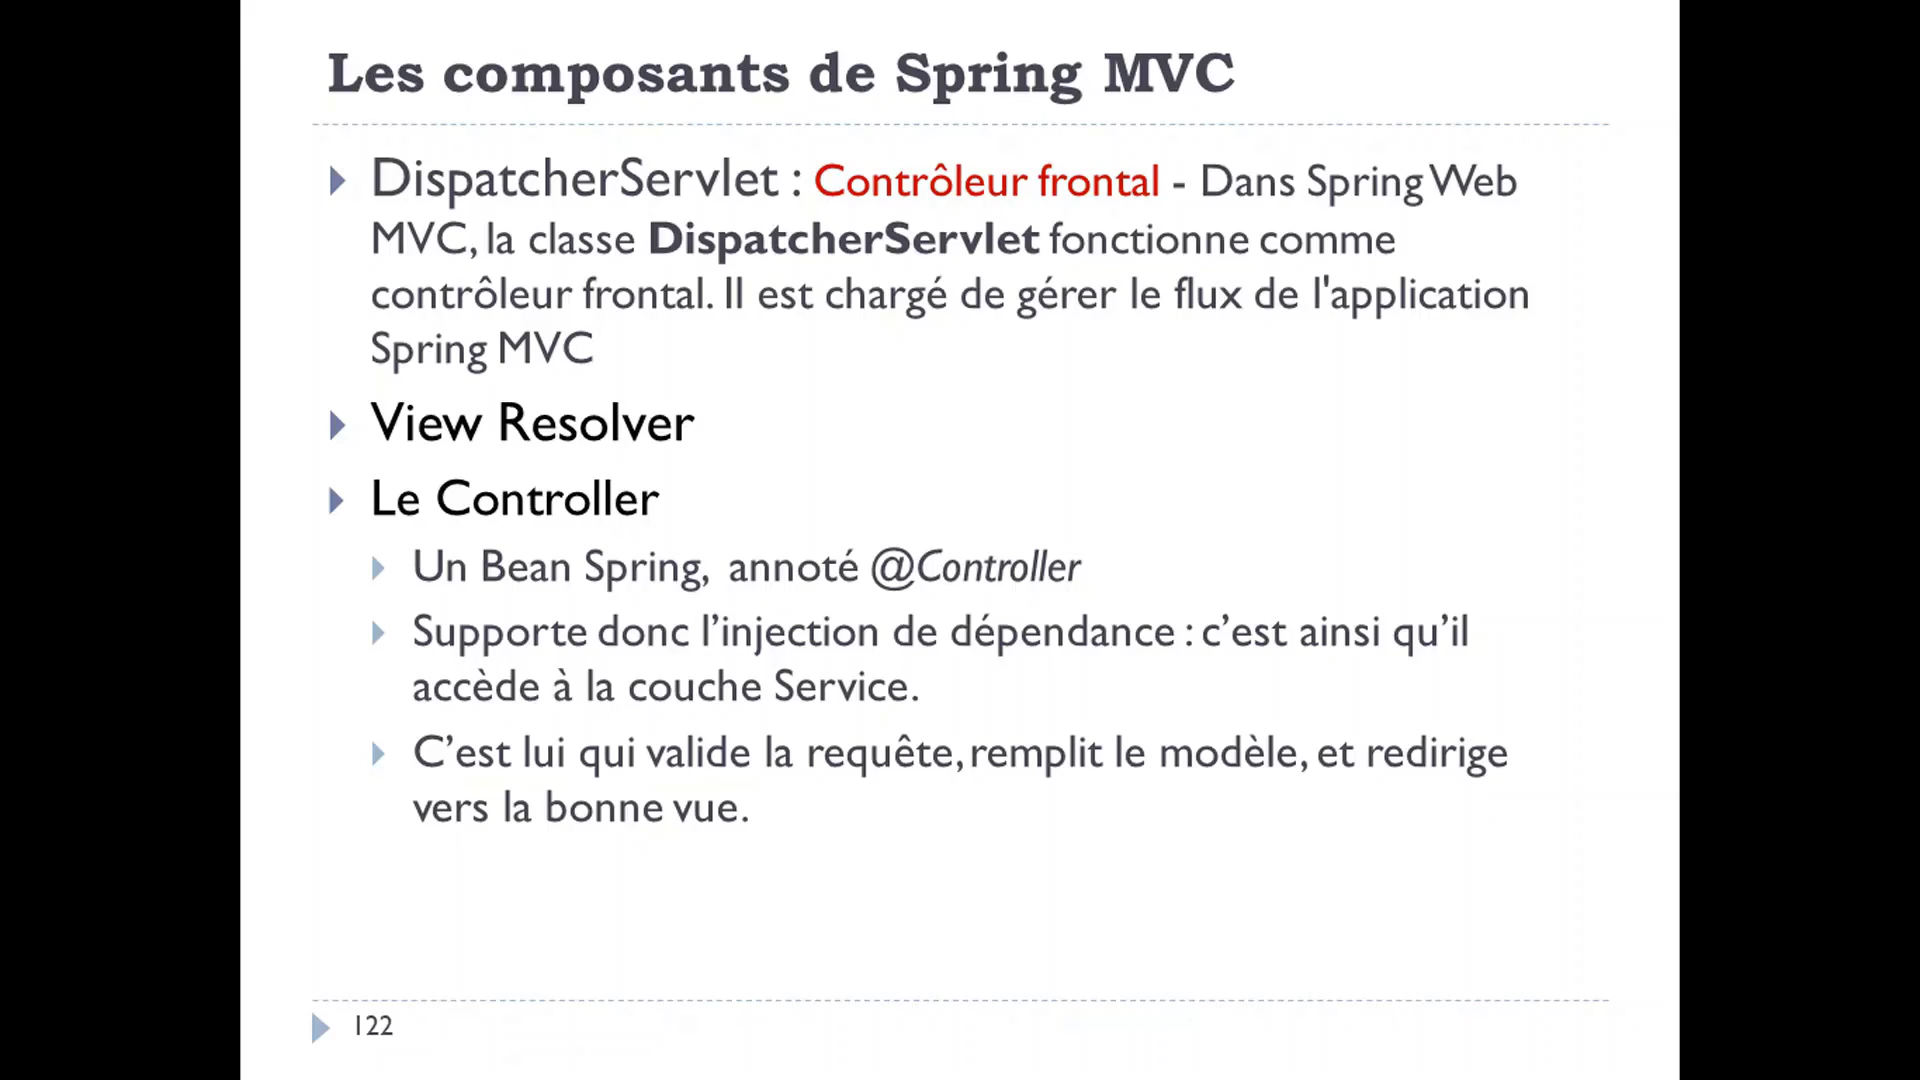 Les composants de Spring MVC
DispatcherServlet : Contrôleur frontal - Dans Spring Web
MVC, la classe DispatcherServlet fonctionne comme
contrôleur frontal. Il est chargé de gérer le flux de l'application
Spring MVC
View Resolver
Le Controller
Un Bean Spring, annoté @Controller
Supporte donc l’injection de dépendance : c’est ainsi qu’il
accède à la couche Service.
C’est lui qui valide la requête, remplit le modèle, et redirige
vers la bonne vue.
122